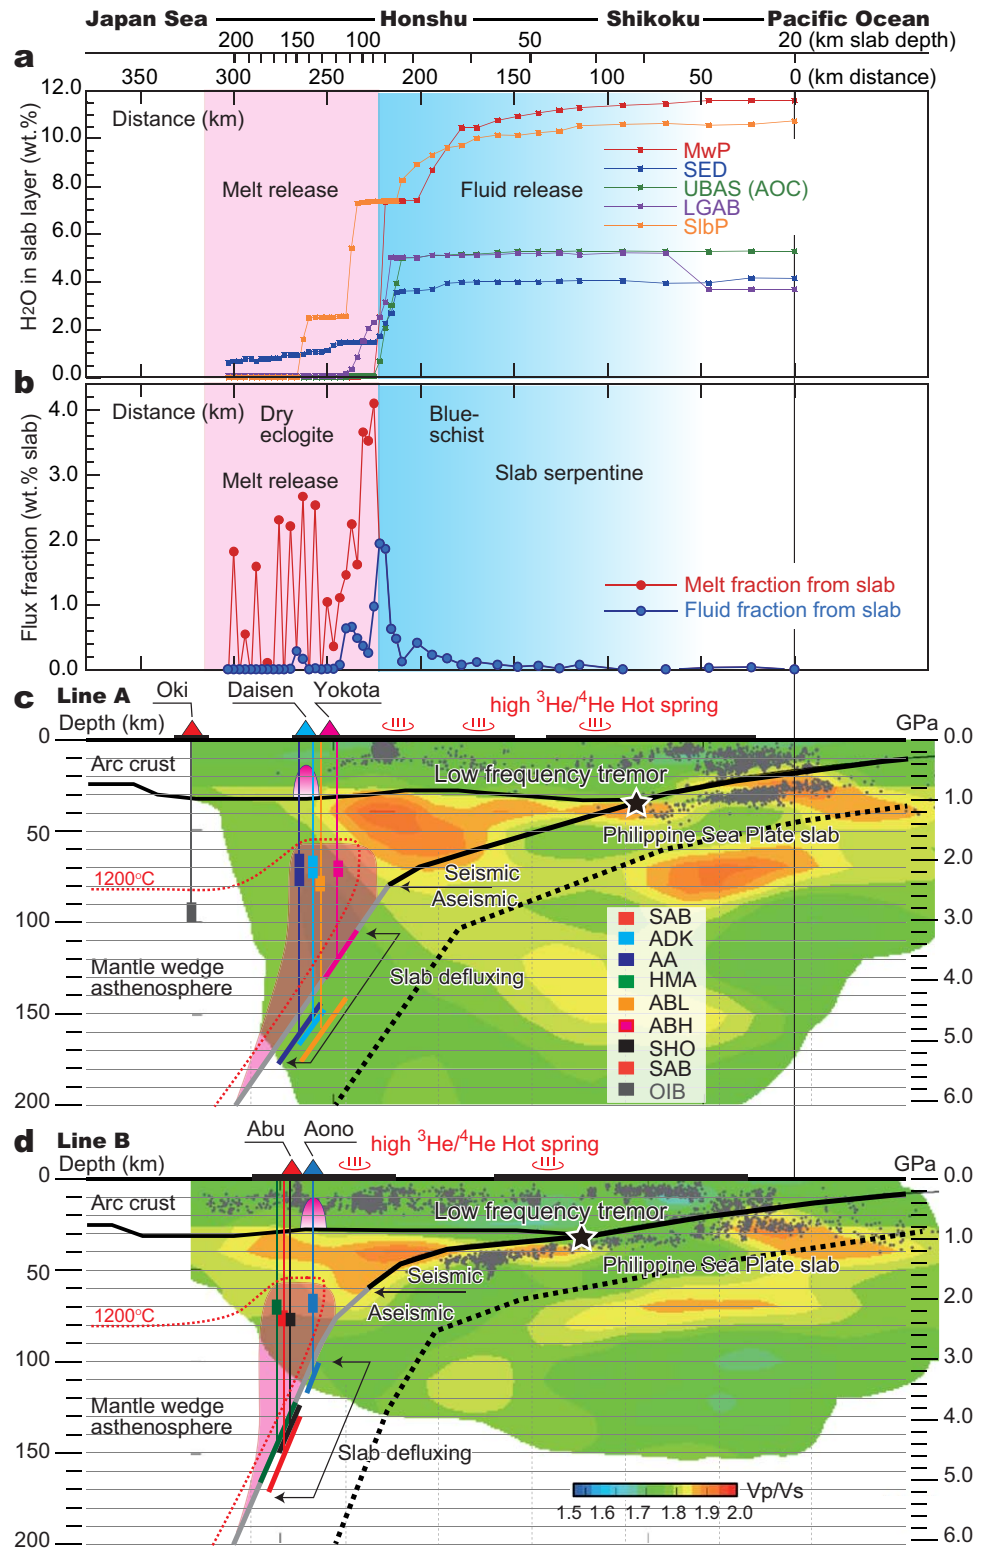 Japan Sea Honshu Shikoku Pacific Ocean
200 150 100 50 20 (km slab depth)
a
350 300 250 200 150 100 50 0 (km distance)
12.0
10.0
8.0
6.0
4.0
2.0
0.0
H2O in slab layer (wt.%)
Distance (km)
Melt release
Fluid release
MwP
SED
UBAS (AOC)
LGAB
SlbP
b
4.0
3.0
2.0
1.0
0.0
Flux fraction (wt.% slab)
Distance (km)
Dry
eclogite
Blue-
schist
Melt release
Slab serpentine
Melt fraction from slab
Fluid fraction from slab
c Line A
Oki Daisen Yokota
high ³He/⁴He Hot spring
Depth (km)
GPa
0
50
100
150
200
0.0
1.0
2.0
3.0
4.0
5.0
6.0
Arc crust
Low frequency tremor
Philippine Sea Plate slab
1200°C
Seismic
Aseismic
Mantle wedge
asthenosphere
Slab defluxing
SAB
ADK
AA
HMA
ABL
ABH
SHO
SAB
OIB
d Line B
Abu Aono
high ³He/⁴He Hot spring
Depth (km)
GPa
0
50
100
150
200
0.0
1.0
2.0
3.0
4.0
5.0
6.0
Arc crust
Low frequency tremor
Philippine Sea Plate slab
Seismic
1200°C
Aseismic
Mantle wedge
asthenosphere
Slab defluxing
Vp/Vs
1.5 1.6 1.7 1.8 1.9 2.0